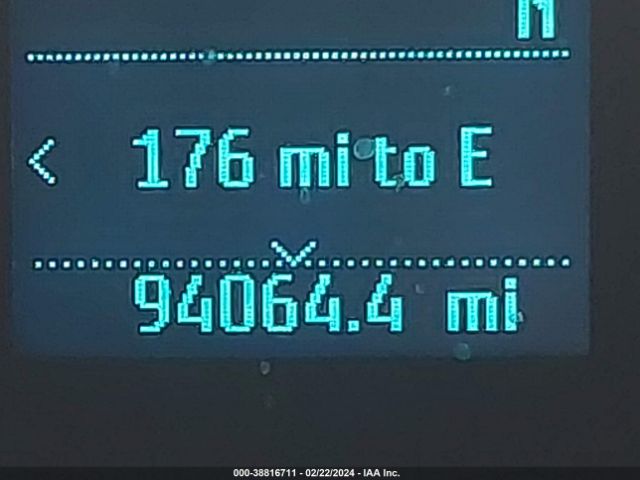 < 176 mi to E
94064.4 mi
000-38816711 - 02/22/2024 - IAA Inc.